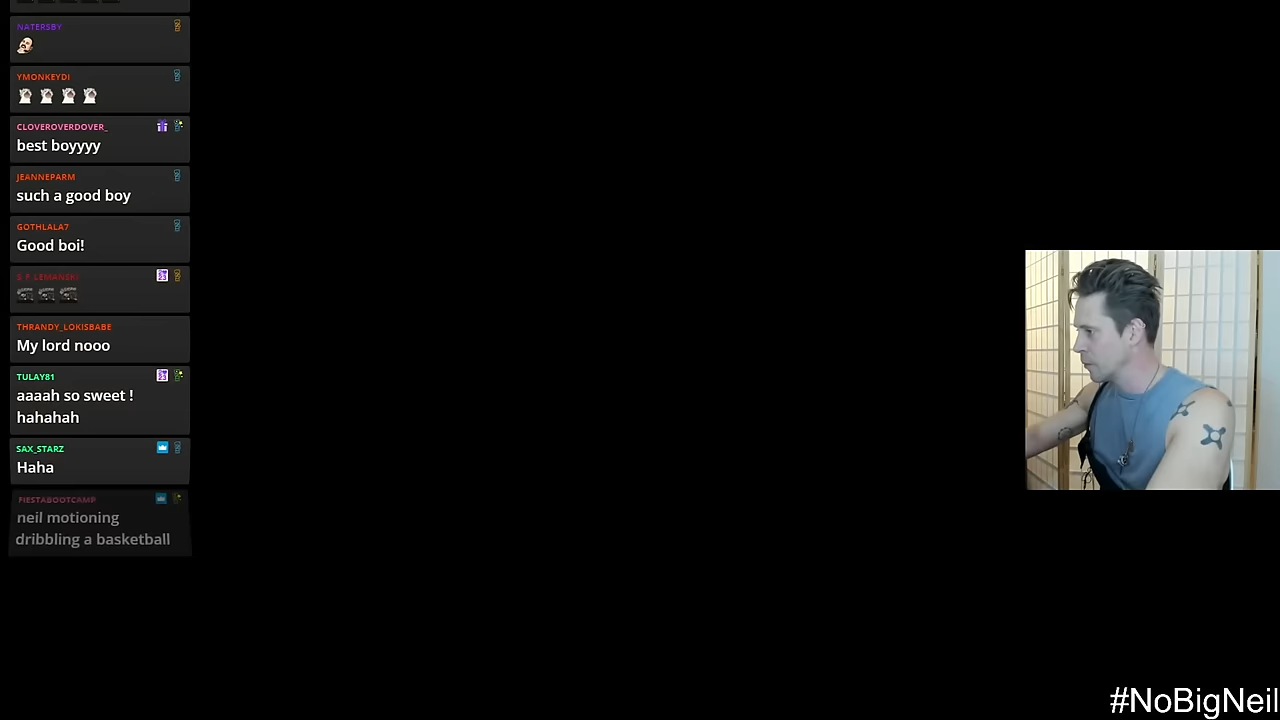 NATERSBY
YMONKEYDI
CLOVEROVERDOVER_
best boyyyy
JEANNEPARM
such a good boy
GOTHLALA7
Good boi!
S_P_LEMANSKI
THRANDY_LOKISBABE
My lord nooo
TULAY81
aaaah so sweet !
hahahah
SAX_STARZ
Haha
FIESTABOOTCAMP
neil motioning
dribbling a basketball
#NoBigNeil